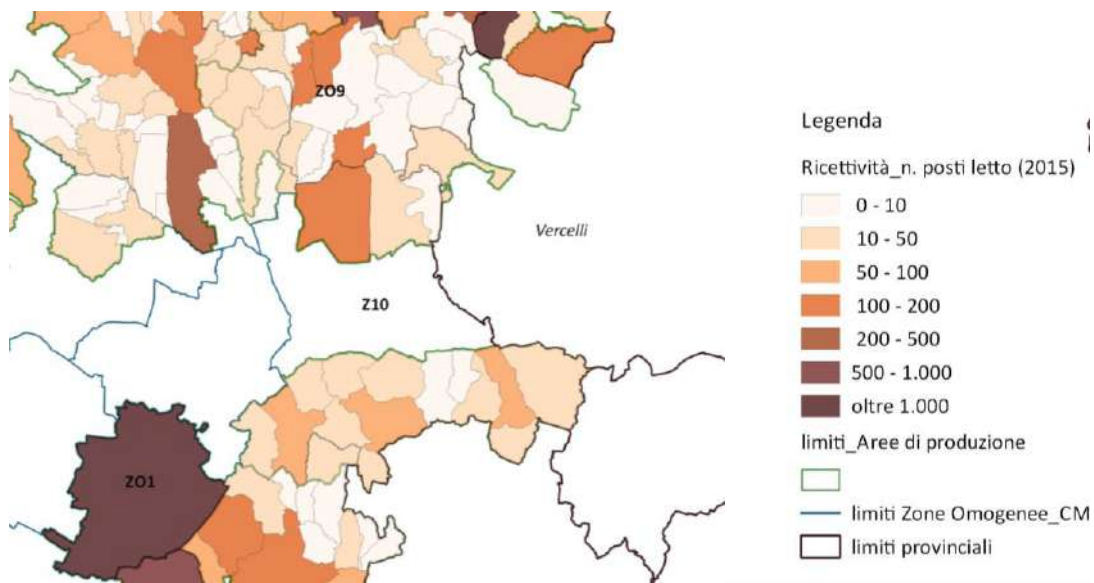 ZO9
Vercelli
Z10
ZO1
Legenda
Ricettività_n. posti letto (2015)
0 - 10
10 - 50
50 - 100
100 - 200
200 - 500
500 - 1.000
oltre 1.000
limiti_Aree di produzione
limiti Zone Omogenee_CM
limiti provinciali